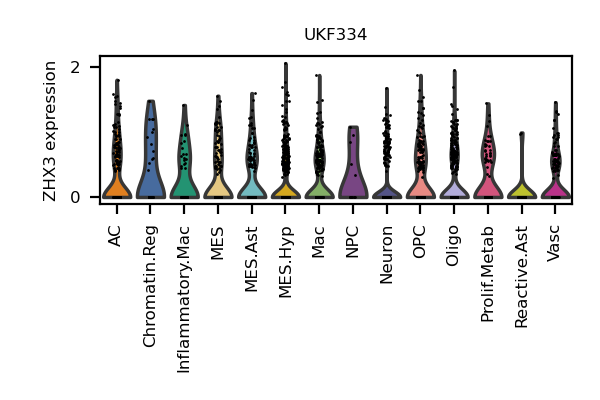 UKF334
ZHX3 expression
2
0
AC
Chromatin.Reg
Inflammatory.Mac
MES
MES.Ast
MES.Hyp
Mac
NPC
Neuron
OPC
Oligo
Prolif.Metab
Reactive.Ast
Vasc